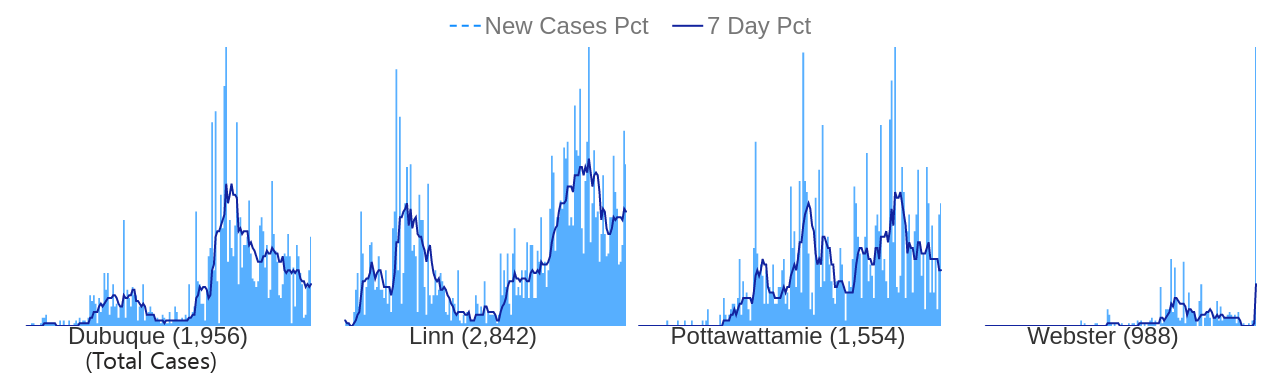 New Cases Pct 7 Day Pct
Dubuque (1,956) Linn (2,842) Pottawattamie (1,554) Webster (988)
(Total Cases)